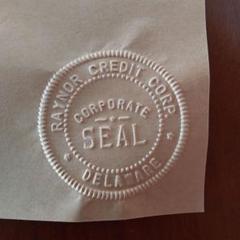 RAYNOR CREDIT CORP.
CORPORATE
SEAL
DELAWARE